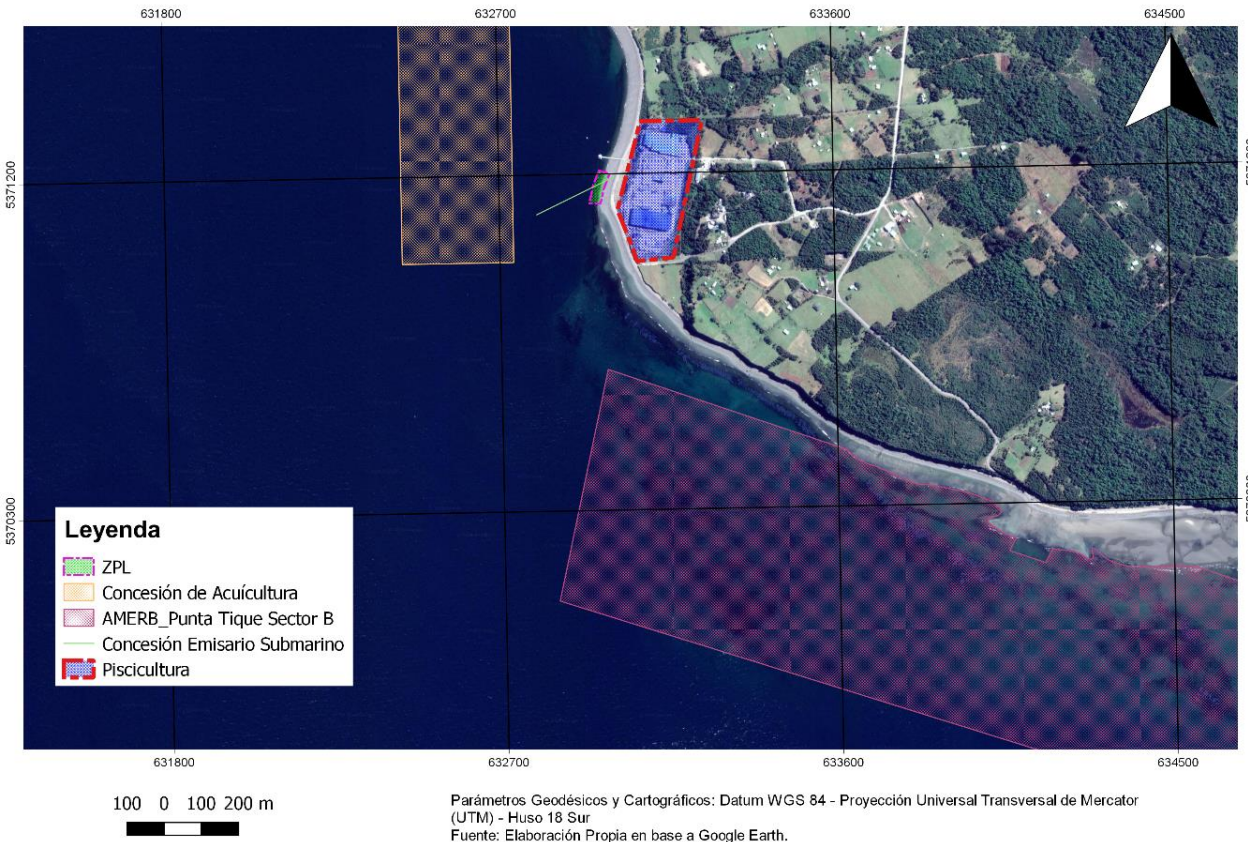 631800 632700 633600 634500
5371200
5370300
Leyenda
ZPL
Concesión de Acuícultura
AMERB_Punta Tique Sector B
Concesión Emisario Submarino
Piscicultura
631800 632700 633600 634500
100 0 100 200 m
Parámetros Geodésicos y Cartográficos: Datum WGS 84 - Proyección Universal Transversal de Mercator
(UTM) - Huso 18 Sur
Fuente: Elaboración Propia en base a Google Earth.